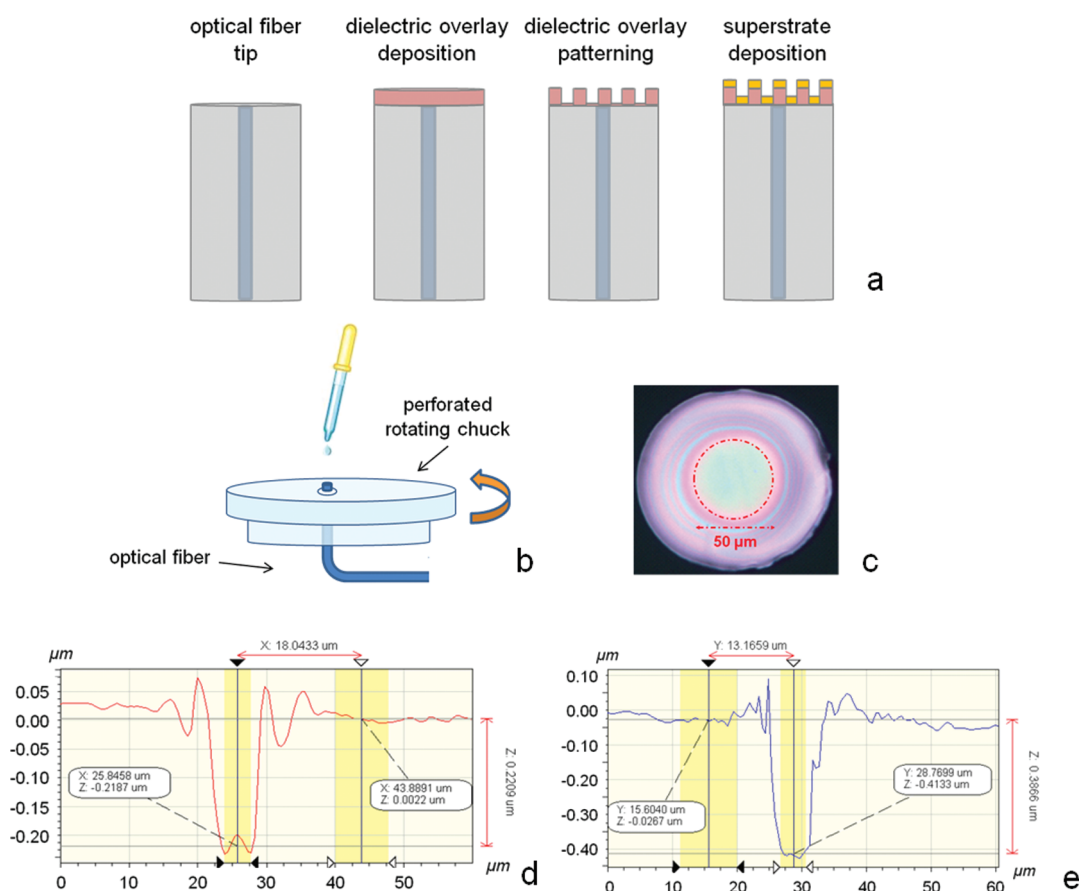 optical fiber
tip
dielectric overlay
deposition
dielectric overlay
patterning
superstrate
deposition
a
perforated
rotating chuck
optical fiber
b
50 µm
c
X: 18.0433 um
µm
0.05
0.00
-0.05
-0.10
-0.15
-0.20
X: 25.8458 um
Z: -0.2187 um
X: 43.8891 um
Z: 0.0022 um
Z: 0.2209 um
0
10
20
30
40
50
µm
d
Y: 13.1659 um
µm
0.10
0.00
-0.10
-0.20
-0.30
-0.40
Y: 15.6040 um
Z: -0.0267 um
Y: 28.7699 um
Z: -0.4133 um
Z: 0.3866 um
0
10
20
30
40
50
60
µm
e